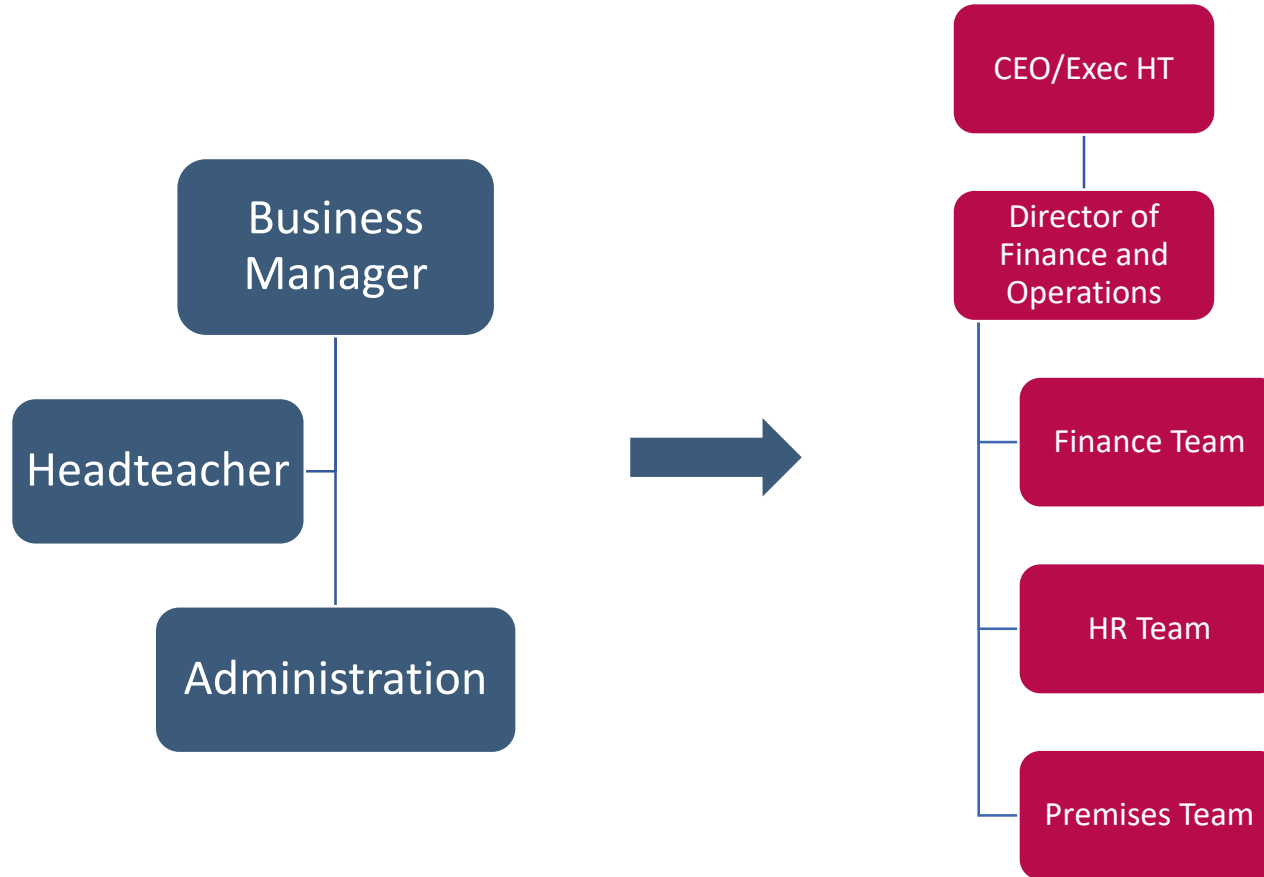 Business
Manager
Headteacher
Administration
CEO/Exec HT
Director of
Finance and
Operations
Finance Team
HR Team
Premises Team